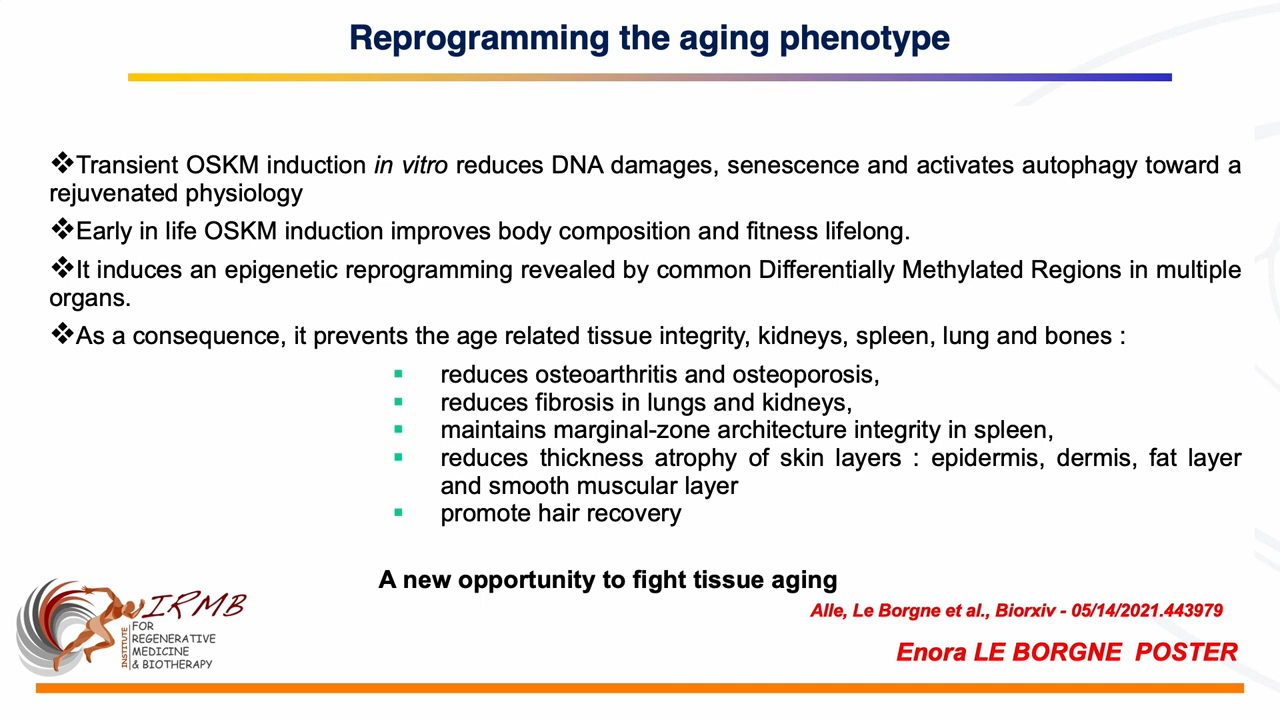 Reprogramming the aging phenotype
❖Transient OSKM induction in vitro reduces DNA damages, senescence and activates autophagy toward a
rejuvenated physiology
❖Early in life OSKM induction improves body composition and fitness lifelong.
❖It induces an epigenetic reprogramming revealed by common Differentially Methylated Regions in multiple
organs.
❖As a consequence, it prevents the age related tissue integrity, kidneys, spleen, lung and bones :
▪ reduces osteoarthritis and osteoporosis,
▪ reduces fibrosis in lungs and kidneys,
▪ maintains marginal-zone architecture integrity in spleen,
▪ reduces thickness atrophy of skin layers : epidermis, dermis, fat layer
and smooth muscular layer
▪ promote hair recovery
A new opportunity to fight tissue aging
IRMB
INSTITUTE
FOR
REGENERATIVE
MEDICINE
& BIOTHERAPY
Alle, Le Borgne et al., Biorxiv - 05/14/2021.443979
Enora LE BORGNE POSTER